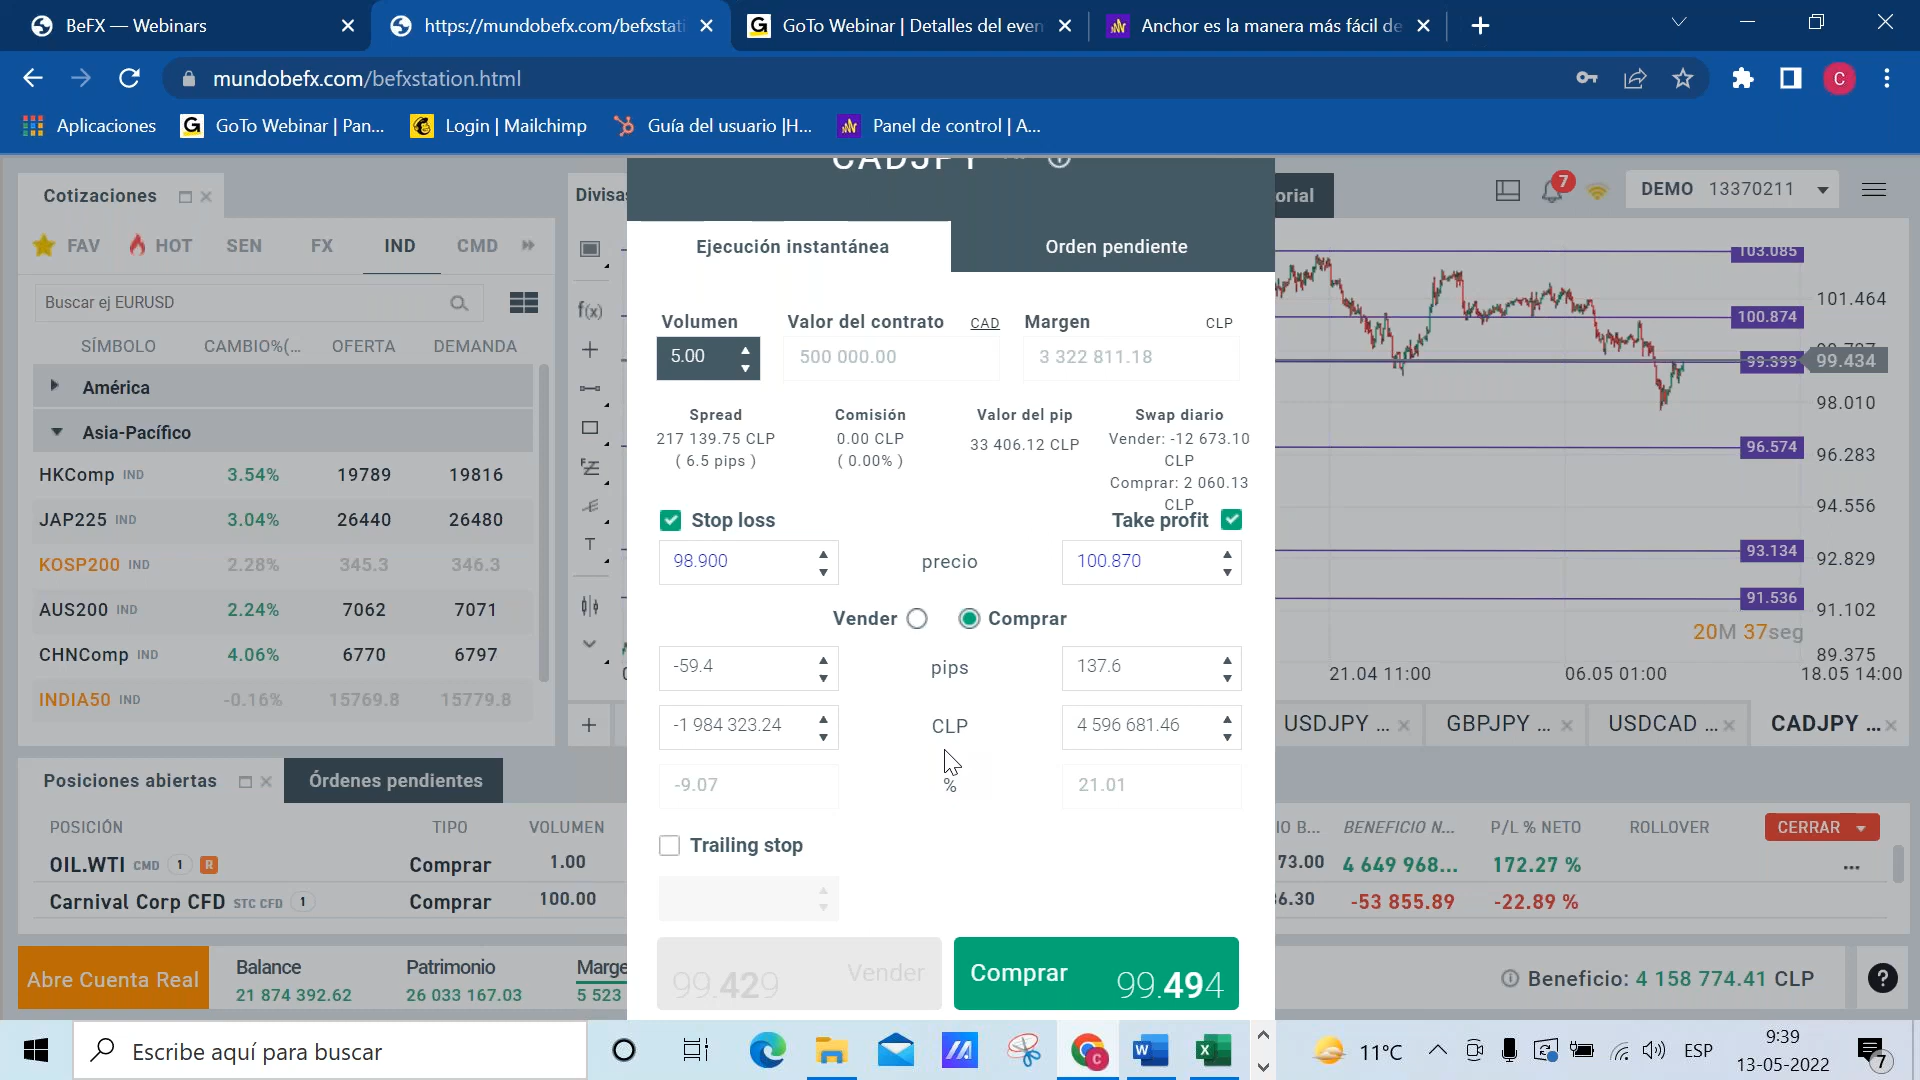 BeFX — Webinars
https://mundobefx.com/befxstati
GoTo Webinar | Detalles del even
Anchor es la manera más fácil de
mundobefx.com/befxstation.html
C
Aplicaciones
GoTo Webinar | Pan...
Login | Mailchimp
Guía del usuario |H...
Panel de control | A...
Cotizaciones
FAV
HOT
SEN
FX
IND
CMD
Buscar ej EURUSD
SÍMBOLO CAMBIO%(... OFERTA DEMANDA
América
Asia-Pacífico
HKComp IND 3.54% 19789 19816
JAP225 IND 3.04% 26440 26480
KOSP200 IND 2.28% 345.3 346.3
AUS200 IND 2.24% 7062 7071
CHNComp IND 4.06% 6770 6797
INDIA50 IND -0.16% 15769.8 15779.8
Divisas
f(x)
T
CADJPY
Ejecución instantánea
Orden pendiente
Volumen
Valor del contrato CAD
Margen CLP
5.00
500 000.00
3 322 811.18
Spread
217 139.75 CLP
( 6.5 pips )
Comisión
0.00 CLP
( 0.00% )
Valor del pip
33 406.12 CLP
Swap diario
Vender: -12 673.10
CLP
Comprar: 2 060.13
CLP
Stop loss
Take profit
98.900 precio 100.870
Vender
Comprar
-59.4 pips 137.6
-1 984 323.24 CLP 4 596 681.46
-9.07 % 21.01
Trailing stop
99.429 Vender
Comprar 99.494
orial
7
DEMO 13370211
103.085
101.464
100.874
99.399
99.434
98.010
96.574
96.283
94.556
93.134
92.829
91.536
91.102
20M 37seg
89.375
21.04 11:00
06.05 01:00
18.05 14:00
USDJPY ...
GBPJPY ...
USDCAD ...
CADJPY ...
Posiciones abiertas
Órdenes pendientes
POSICIÓN TIPO VOLUMEN
IO B... BENEFICIO N... P/L % NETO ROLLOVER CERRAR
OIL.WTI CMD 1 R Comprar 1.00
73.00 4 649 968... 172.27 % ...
Carnival Corp CFD STC CFD 1 Comprar 100.00
6.30 -53 855.89 -22.89 %
Abre Cuenta Real
Balance
21 874 392.62
Patrimonio
26 033 167.03
Marge
5 523
Beneficio: 4 158 774.41 CLP
?
Escribe aquí para buscar
11°C
ESP
9:39
13-05-2022
7